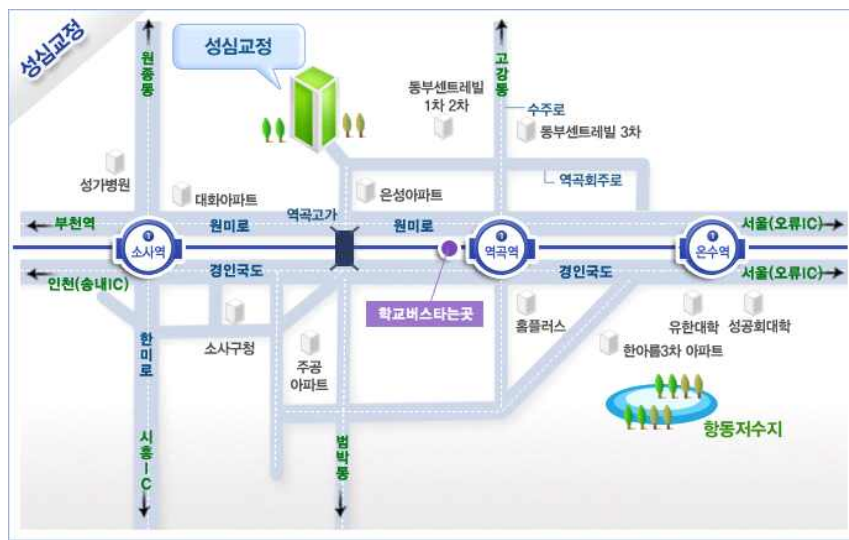 성심교정
성심교정
원종동
고강동
동부센트레빌
1차 2차
수주로
동부센트레빌 3차
성가병원
대화아파트
은성아파트
역곡회주로
역곡고가
부천역
원미로
원미로
서울(오류IC)
1
소사역
1
역곡역
1
온수역
인천(송내IC)
경인국도
경인국도
서울(오류IC)
학교버스타는곳
홈플러스
유한대학
성공회대학
한미로
소사구청
주공
아파트
한아름3차 아파트
시흥-IC
범박동
항동저수지